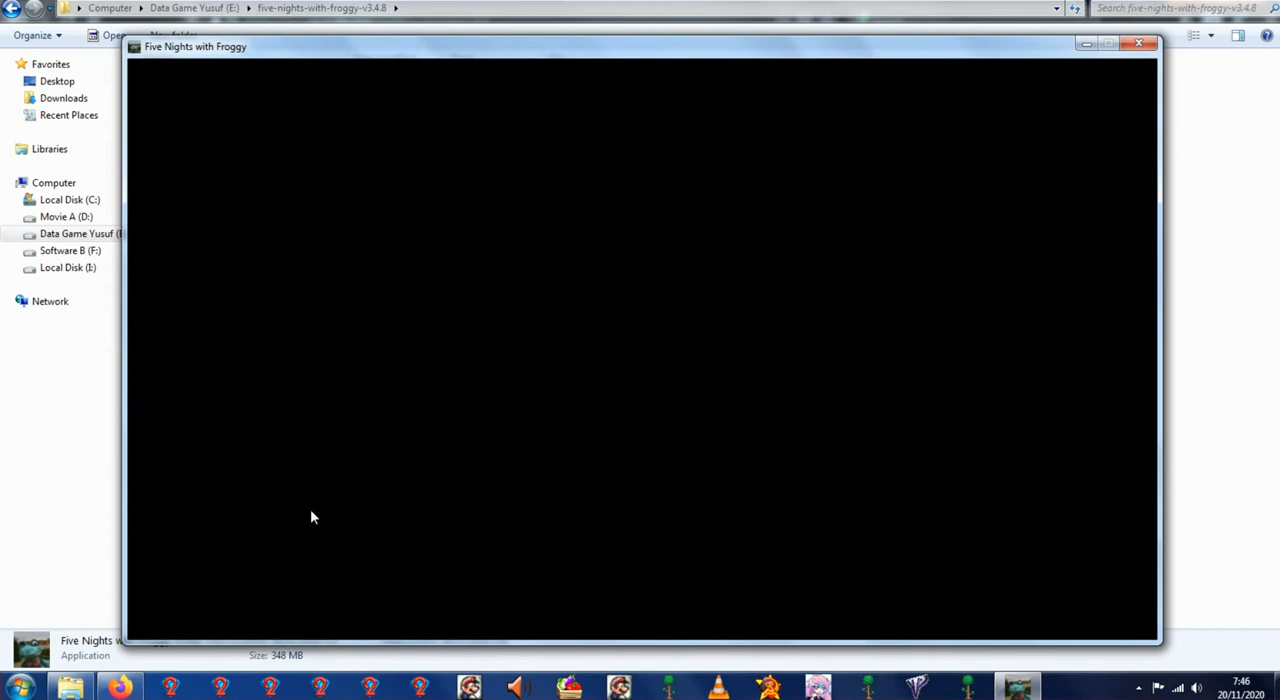 Computer Data Game Yusuf (E:) five-nights-with-froggy-v3.4.8 Search five-nights-with-froggy-v3.4.8
Organize
Five Nights with Froggy
Favorites
Desktop
Downloads
Recent Places
Libraries
Computer
Local Disk (C:)
Movie A (D:)
Data Game Yusuf (
Software B (F:)
Local Disk (I:)
Network
Five Nights w
Application Size: 348 MB
7:46
20/11/2020